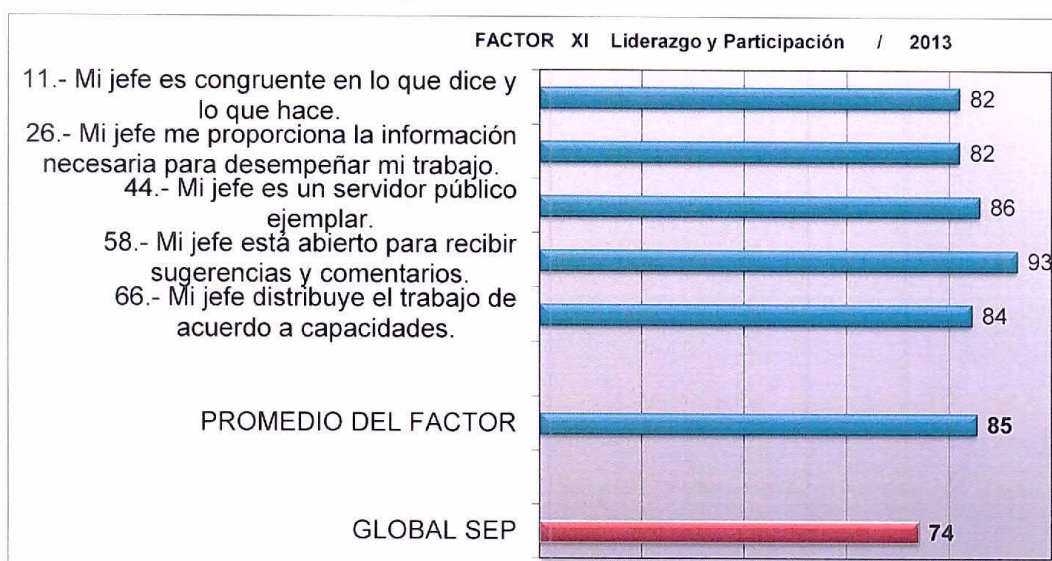 FACTOR XI Liderazgo y Participación / 2013
11.- Mi jefe es congruente en lo que dice y
lo que hace.
82
26.- Mi jefe me proporciona la información
necesaria para desempeñar mi trabajo.
82
44.- Mi jefe es un servidor público
ejemplar.
86
58.- Mi jefe está abierto para recibir
sugerencias y comentarios.
93
66.- Mi jefe distribuye el trabajo de
acuerdo a capacidades.
84
PROMEDIO DEL FACTOR
85
GLOBAL SEP
74